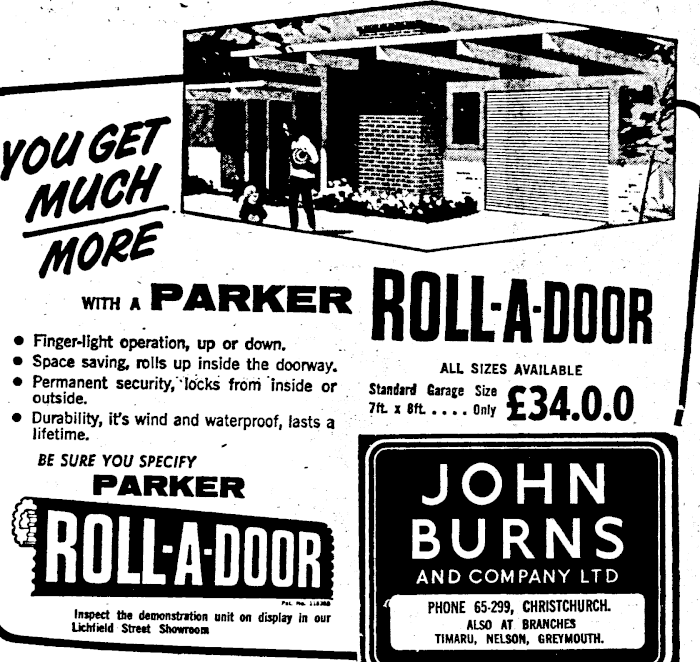 YOU GET
MUCH
MORE
WITH A PARKER ROLL-A-DOOR
● Finger-light operation, up or down.
● Space saving, rolls up inside the doorway.
● Permanent security, locks from inside or
outside.
● Durability, it's wind and waterproof, lasts a
lifetime.
ALL SIZES AVAILABLE
Standard Garage Size
7ft. x 8ft. . . . . Only £34.0.0
BE SURE YOU SPECIFY
PARKER
ROLL-A-DOOR
Pat. No.
Inspect the demonstration unit on display in our
Lichfield Street Showroom
JOHN
BURNS
AND COMPANY LTD
PHONE 65-299, CHRISTCHURCH.
ALSO AT BRANCHES
TIMARU, NELSON, GREYMOUTH.